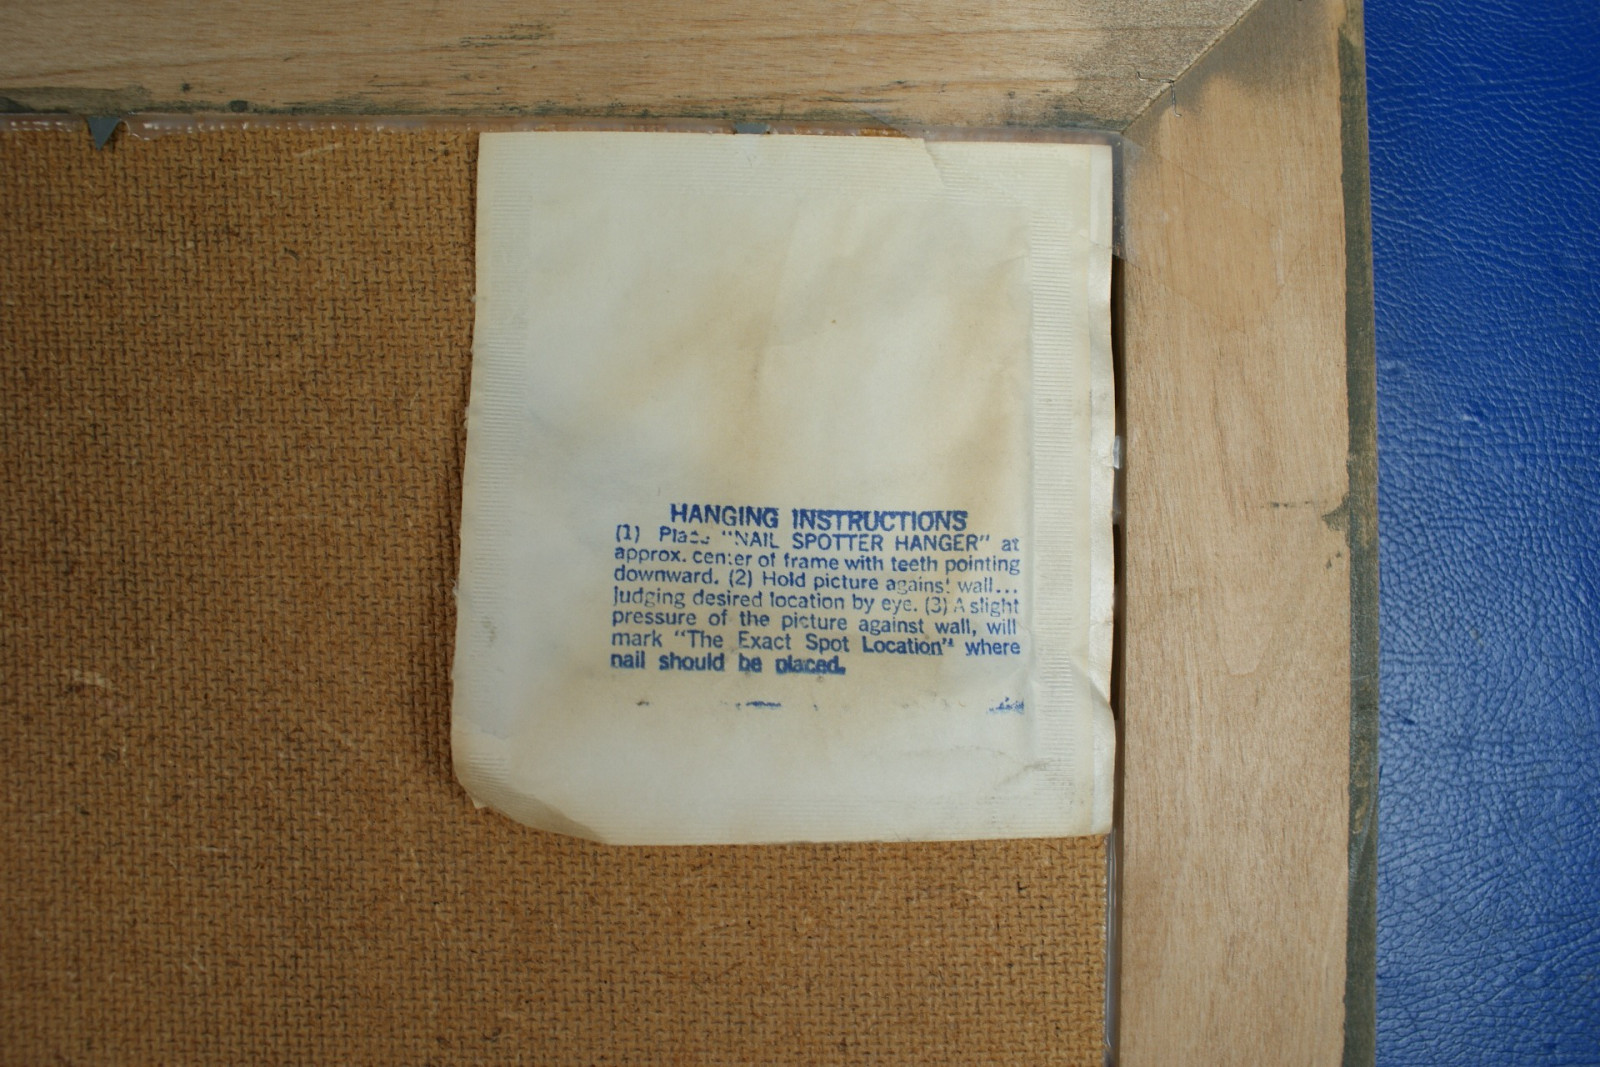 HANGING INSTRUCTIONS
(1) Place "NAIL SPOTTER HANGER" at
approx. center of frame with teeth pointing
downward. (2) Hold picture against wall...
judging desired location by eye. (3) A slight
pressure of the picture against wall, will
mark "The Exact Spot Location" where
nail should be placed.